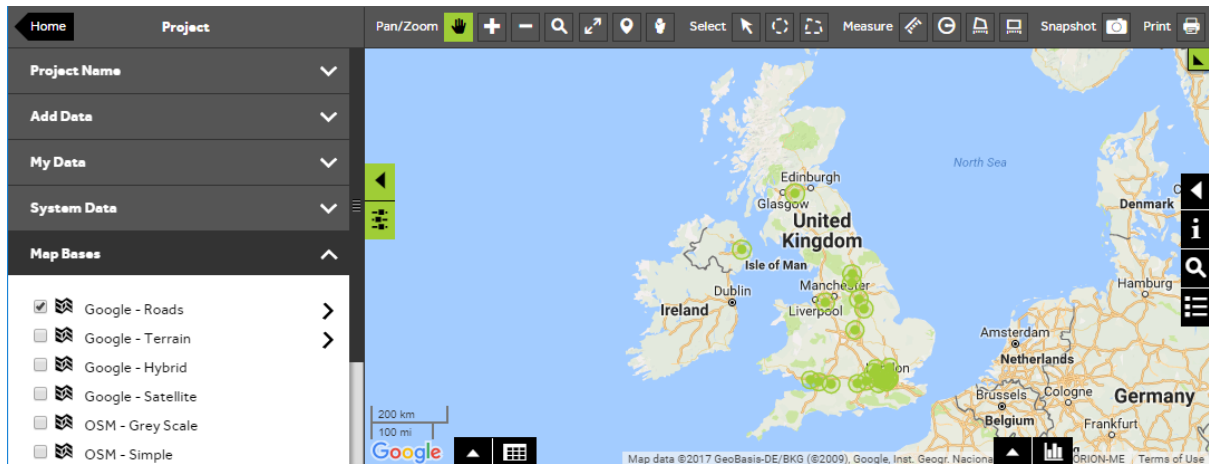 Home
Project
Pan/Zoom
Select
Measure
Snapshot
Print
Project Name
Add Data
My Data
System Data
Map Bases
Google - Roads
Google - Terrain
Google - Hybrid
Google - Satellite
OSM - Grey Scale
OSM - Simple
North Sea
Edinburgh
Glasgow
United
Kingdom
Denmark
Isle of Man
Dublin
Manchester
Liverpool
Ireland
Hamburg
Amsterdam
Netherlands
Brussels
Cologne
Germany
Belgium
Frankfurt
200 km
100 mi
Google
Map data ©2017 GeoBasis-DE/BKG (©2009), Google, Inst. Geogr. Naciona
ORION-ME
Terms of Use